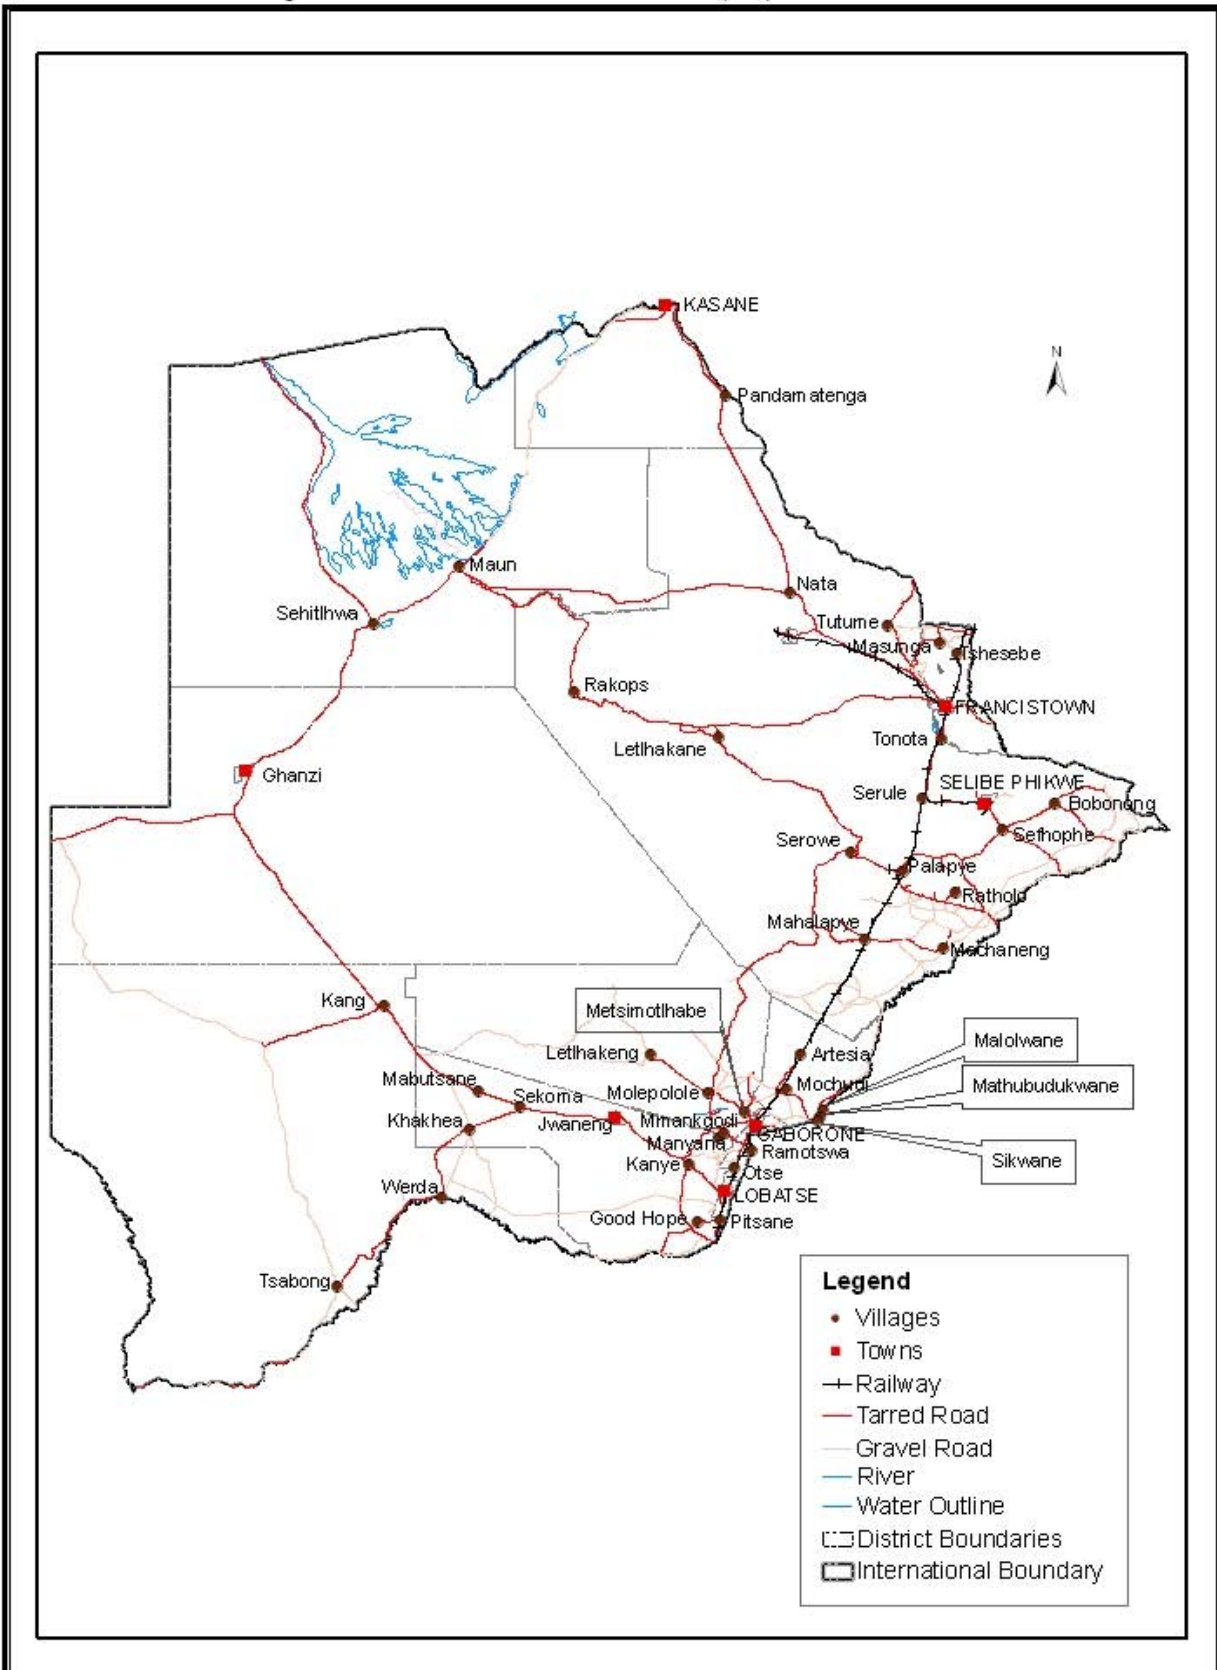 KASANE
N
Pandamatenga
Maun
Nata
Sehitlhwa
Tutume
Masunga
Tshesebe
Rakops
FRANCISTOWN
Letlhakane
Tonota
Ghanzi
SELIBE PHIKWE
Serule
Bobonong
Sefhophe
Serowe
Palapye
Ratholo
Mahalapye
Machaneng
Kang
Metsimotlhabe
Letlhakeng
Artesia
Malolwane
Mabutsane
Molepolole
Mochudi
Mathubudukwane
Sekoma
Khakhea
Jwaneng
Mmankgodi
GABORONE
Manyana
Ramotswa
Kanye
Otse
Sikwane
Werda
LOBATSE
Good Hope
Pitsane
Tsabong
Legend
Villages
Towns
Railway
Tarred Road
Gravel Road
River
Water Outline
District Boundaries
International Boundary